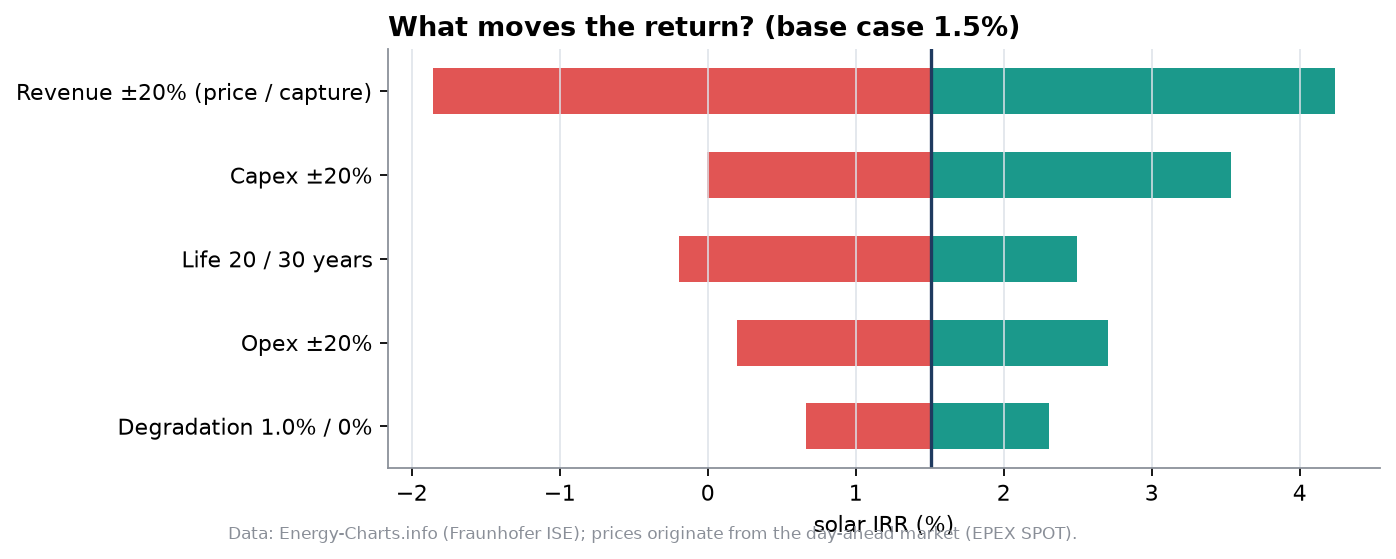 What moves the return? (base case 1.5%)
Revenue ±20% (price / capture)
Capex ±20%
Life 20 / 30 years
Opex ±20%
Degradation 1.0% / 0%
−2 −1 0 1 2 3 4
solar IRR (%)
Data: Energy-Charts.info (Fraunhofer ISE); prices originate from the day-ahead market (EPEX SPOT).